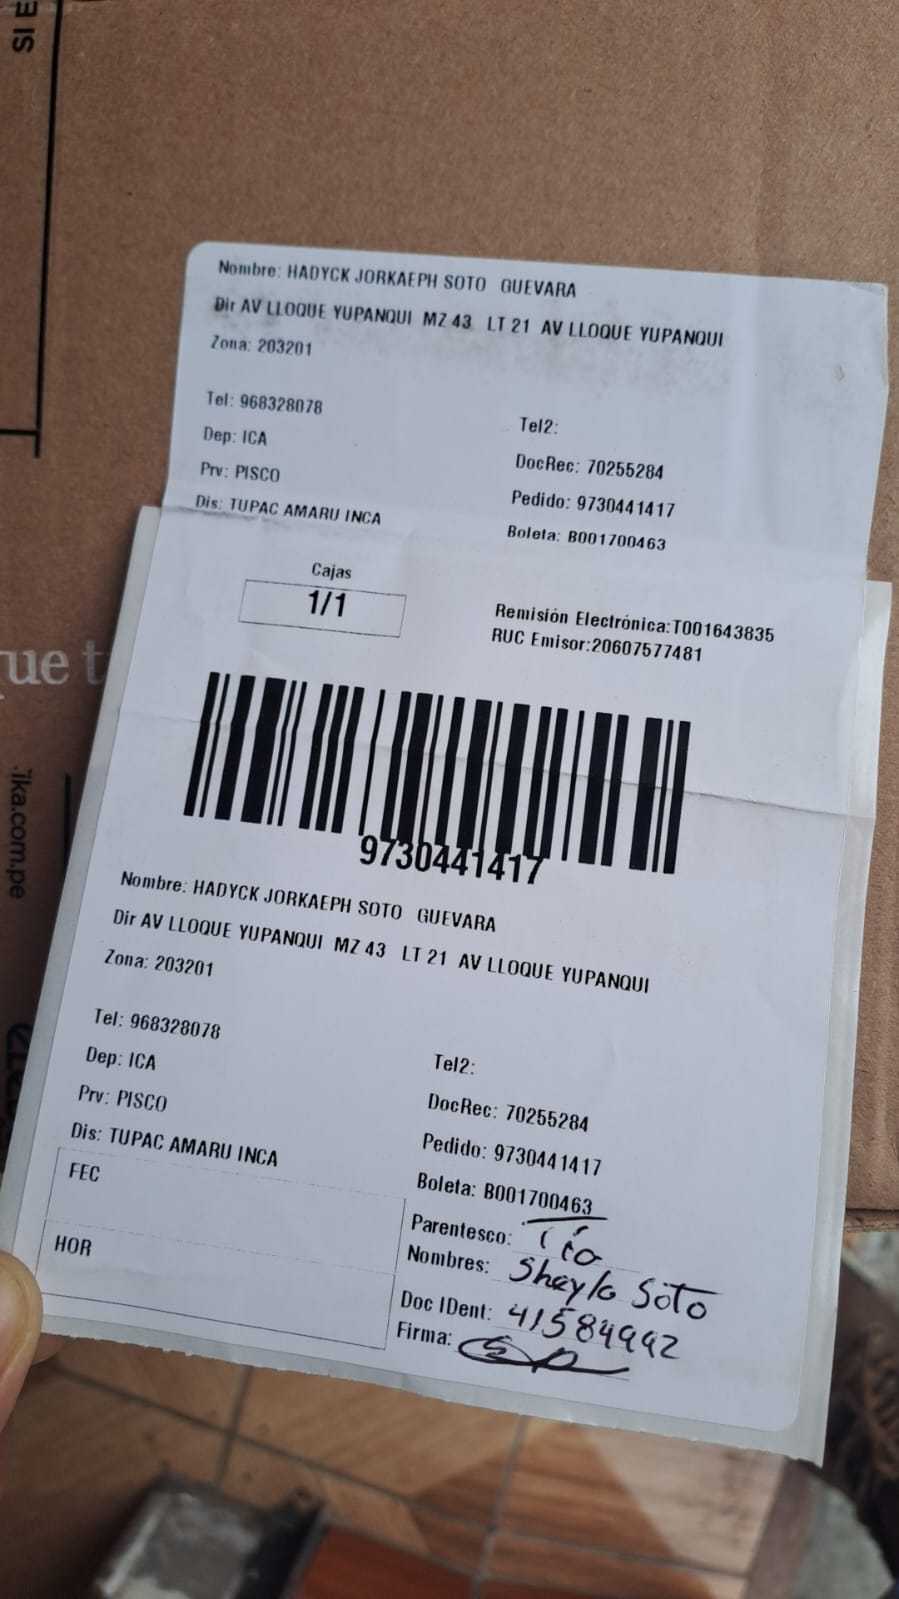 SI E
Nombre: HADYCK JORKAEPH SOTO GUEVARA
Dir AV LLOQUE YUPANQUI MZ 43 LT 21 AV LLOQUE YUPANQUI
Zona: 203201
Tel: 968328078
Tel2:
Dep: ICA
DocRec: 70255284
Prv: PISCO
Pedido: 9730441417
Dis: TUPAC AMARU INCA
Boleta: B001700463
Cajas
1/1
Remisión Electrónica:T001643835
RUC Emisor:20607577481
que t
ika.com.pe
9730441417
Nombre: HADYCK JORKAEPH SOTO GUEVARA
Dir AV LLOQUE YUPANQUI MZ 43 LT 21 AV LLOQUE YUPANQUI
Zona: 203201
Tel: 968328078
Tel2:
Dep: ICA
DocRec: 70255284
Prv: PISCO
Pedido: 9730441417
Dis: TUPAC AMARU INCA
Boleta: B001700463
FEC
Parentesco: Tío
Nombres: Shaylo Soto
HOR
Doc IDent: 41584992
Firma: